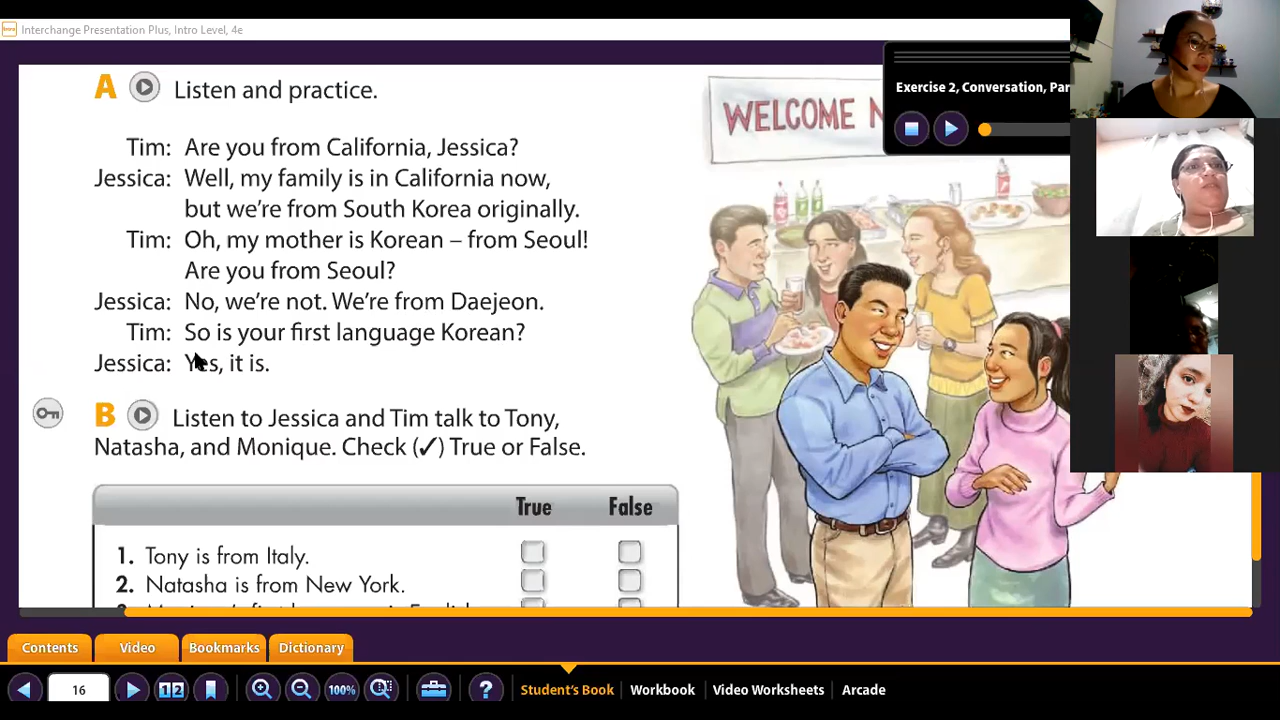 Interchange Presentation Plus, Intro Level, 4e
A Listen and practice.
Tim: Are you from California, Jessica?
Jessica: Well, my family is in California now,
but we're from South Korea originally.
Tim: Oh, my mother is Korean – from Seoul!
Are you from Seoul?
Jessica: No, we're not. We're from Daejeon.
Tim: So is your first language Korean?
Jessica: Yes, it is.
B Listen to Jessica and Tim talk to Tony,
Natasha, and Monique. Check (✓) True or False.
True False
1. Tony is from Italy.
2. Natasha is from New York.
WELCOME
Exercise 2, Conversation,
Contents Video Bookmarks Dictionary
16 12 100% ? Student's Book Workbook Video Worksheets Arcade